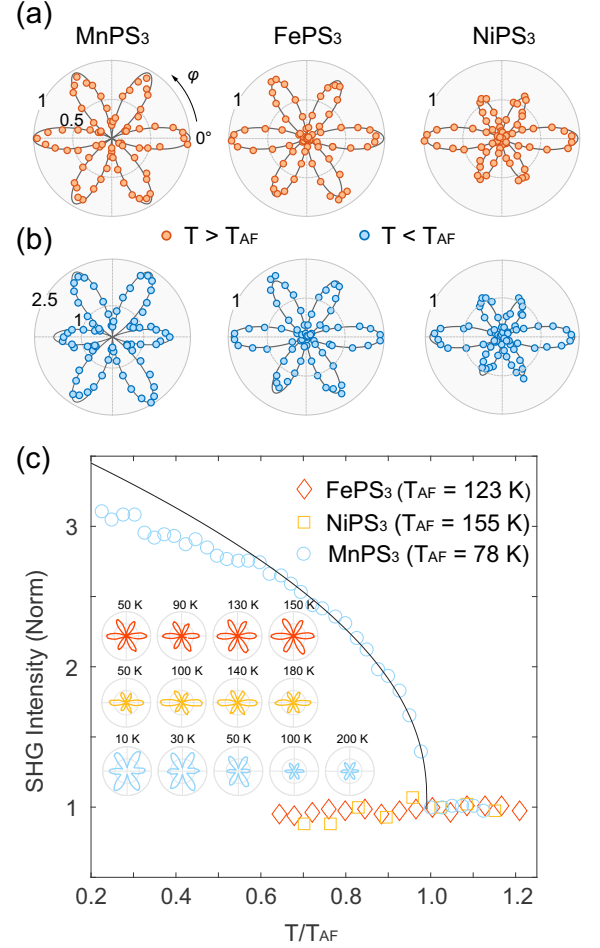 (a)
MnPS3 FePS3 NiPS3
φ
1 0.5 0° 1 1
T > TAF T < TAF
(b)
2.5 1 1 1
(c)
FePS3 (TAF = 123 K)
NiPS3 (TAF = 155 K)
MnPS3 (TAF = 78 K)
50 K 90 K 130 K 150 K
50 K 100 K 140 K 180 K
10 K 30 K 50 K 100 K 200 K
SHG Intensity (Norm)
3
2
1
0.2 0.4 0.6 0.8 1.0 1.2
T/TAF